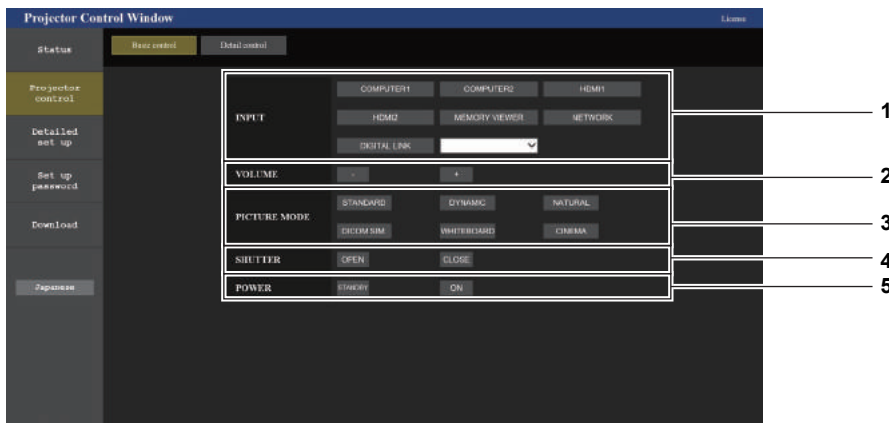 Projector Control Window
License
Status
Basic control
Detail control
Projector
control
Detailed
set up
Set up
password
Download
Japanese
INPUT
COMPUTER1
COMPUTER2
HDMI1
HDMI2
MEMORY VIEWER
NETWORK
DIGITAL LINK
1
VOLUME
-
+
2
PICTURE MODE
STANDARD
DYNAMIC
NATURAL
DICOM SIM.
WHITEBOARD
CINEMA
3
SHUTTER
OPEN
CLOSE
4
POWER
STANDBY
ON
5